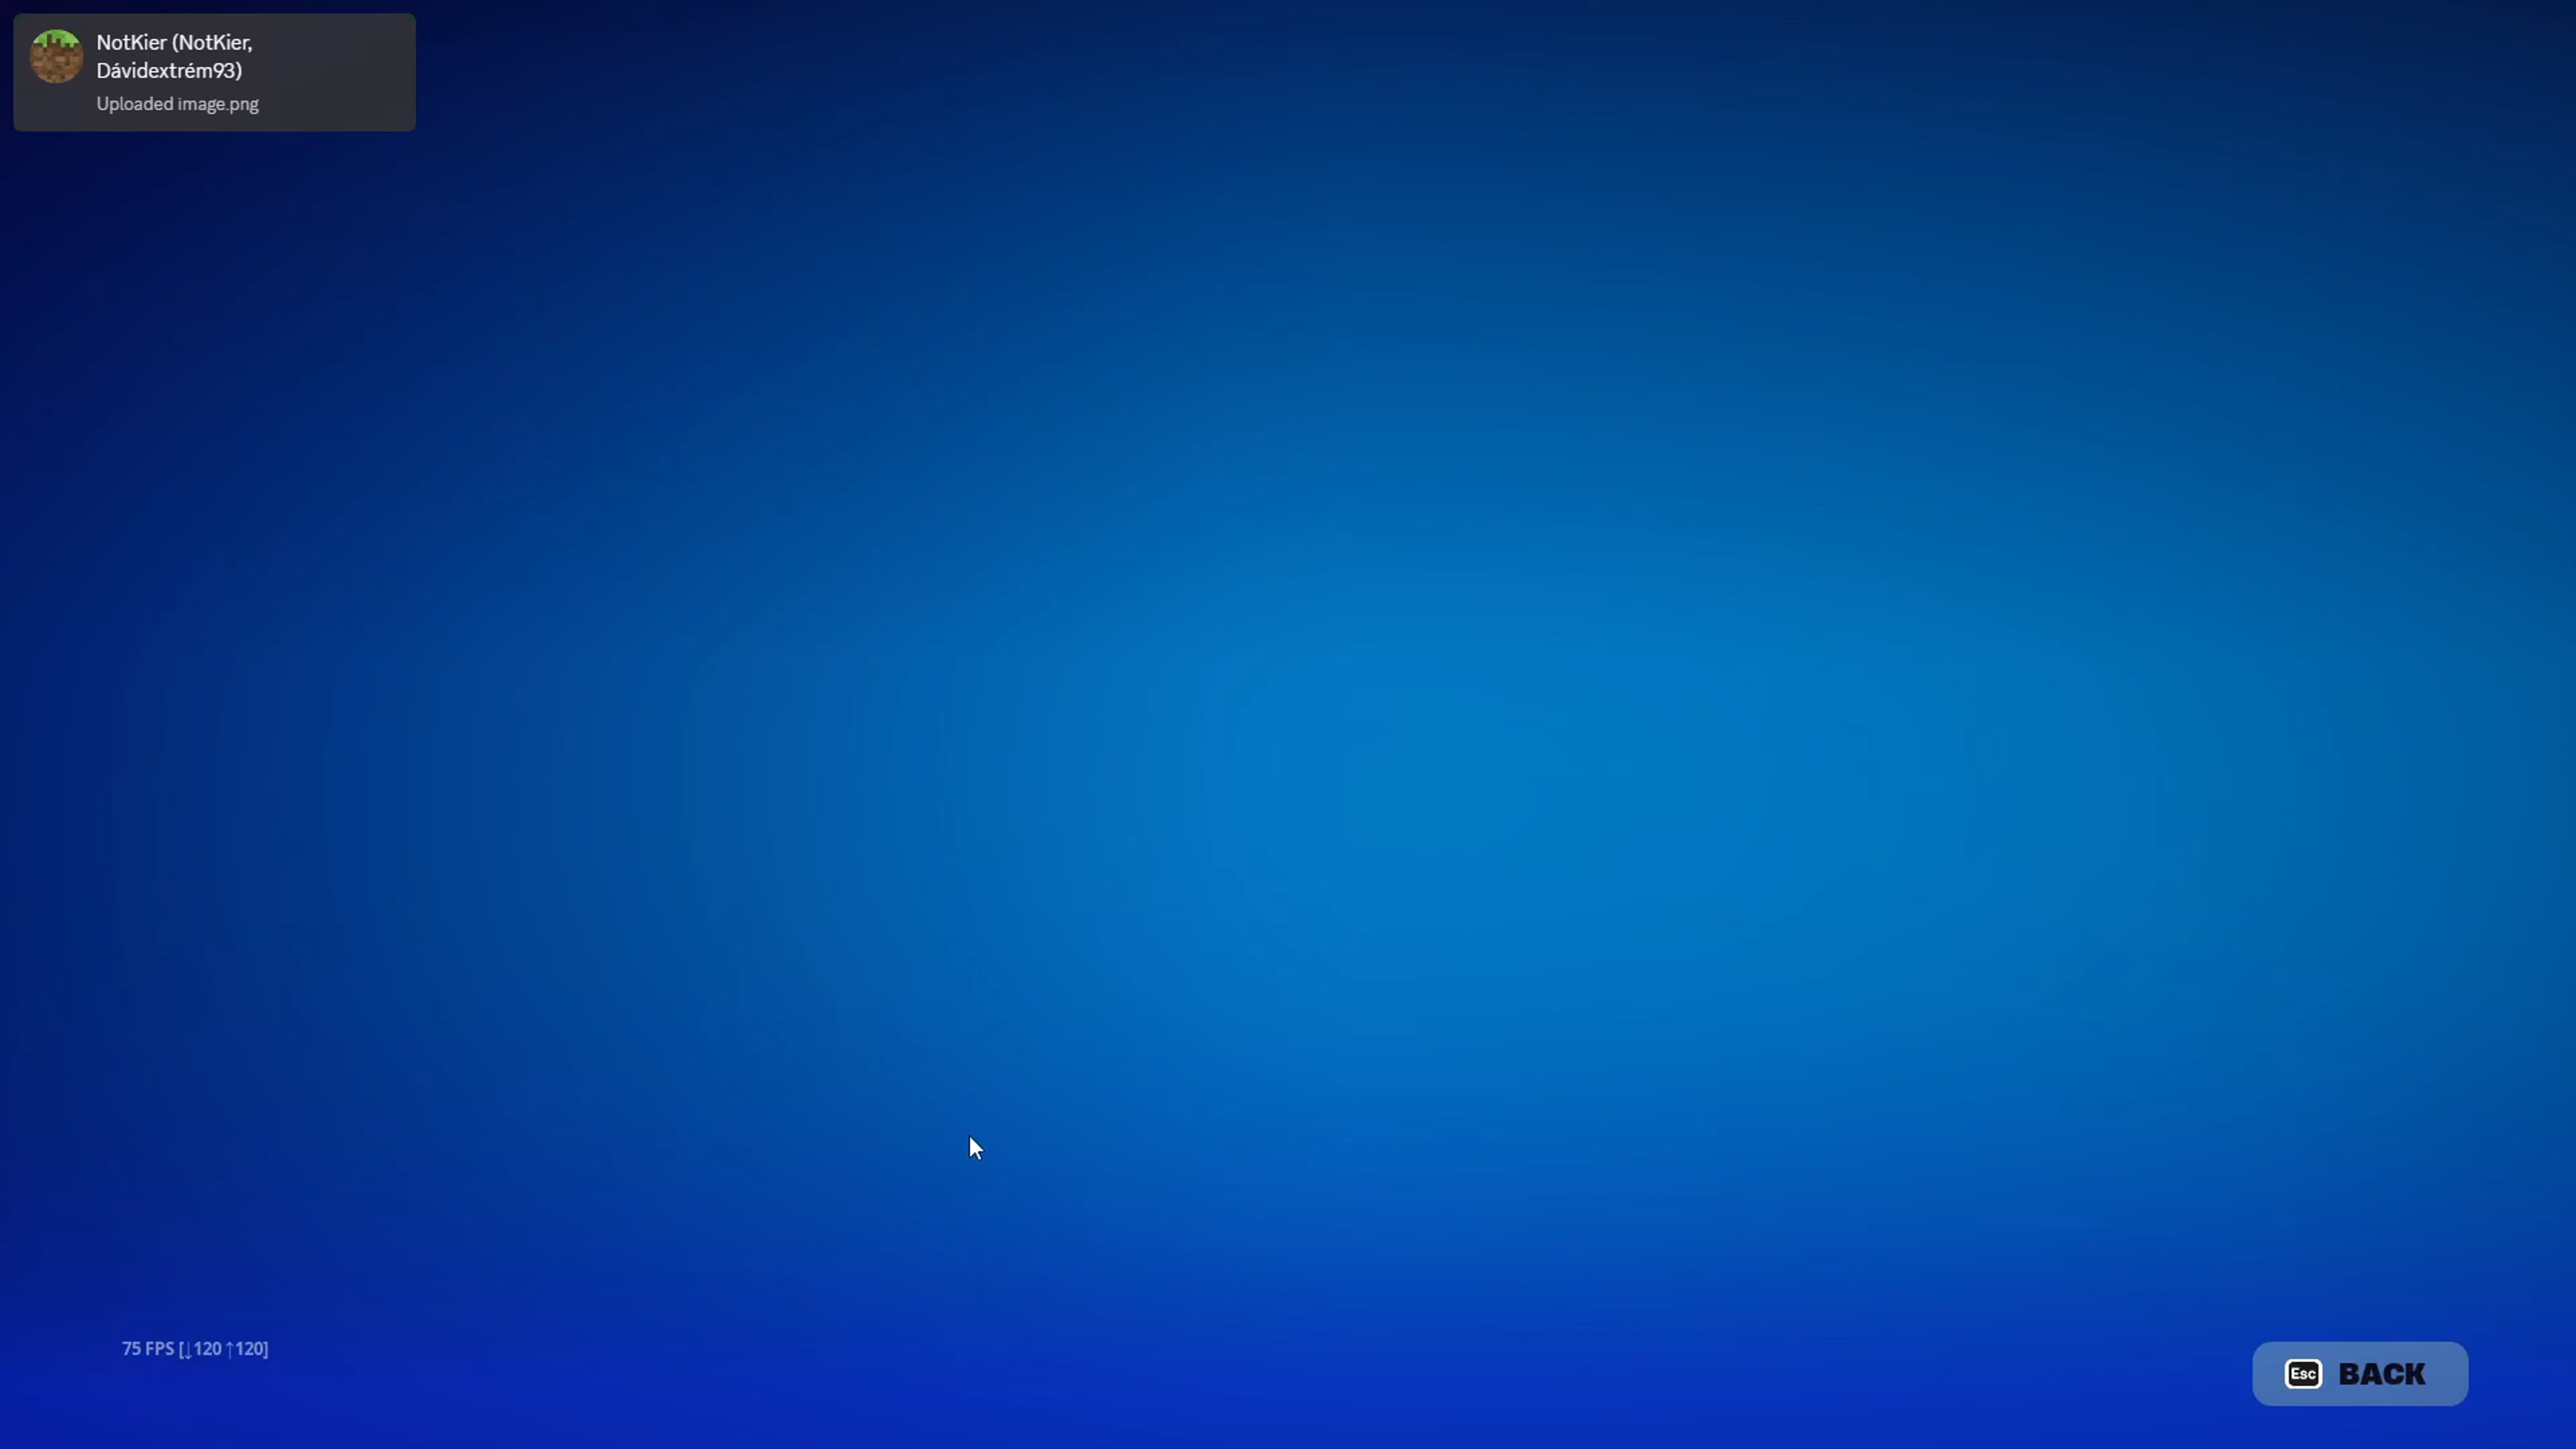 NotKier (NotKier,
Dávidextrém93)
Uploaded image.png
75 FPS [↓120 ↑120]
Esc BACK